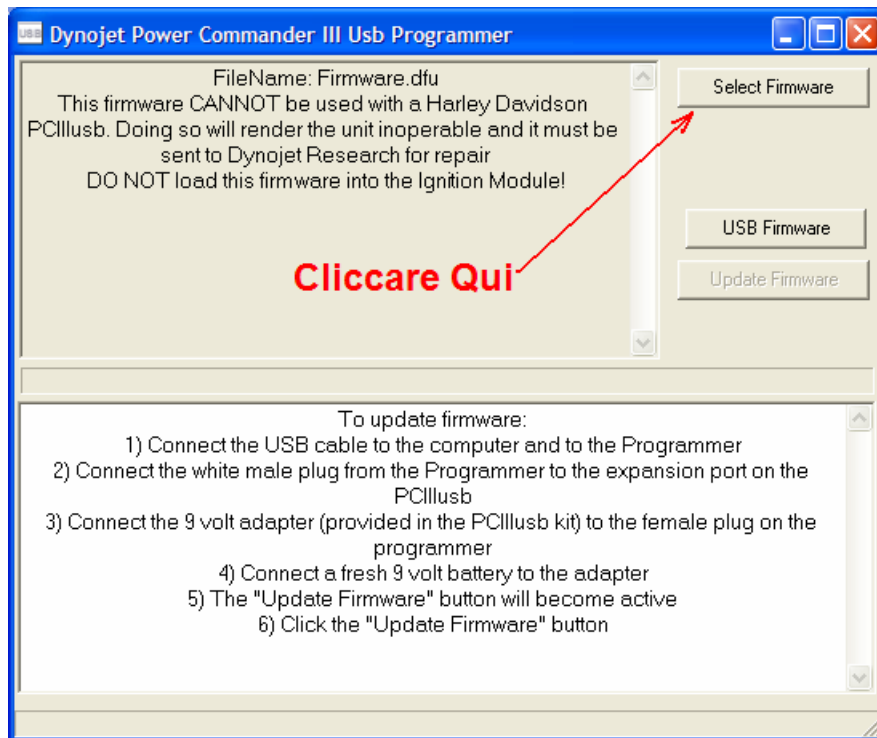 USB Dynojet Power Commander III Usb Programmer
FileName: Firmware.dfu
This firmware CANNOT be used with a Harley Davidson
PCIIIusb. Doing so will render the unit inoperable and it must be
sent to Dynojet Research for repair
DO NOT load this firmware into the Ignition Module!
Select Firmware
USB Firmware
Cliccare Qui
Update Firmware
To update firmware:
1) Connect the USB cable to the computer and to the Programmer
2) Connect the white male plug from the Programmer to the expansion port on the
PCIIIusb
3) Connect the 9 volt adapter (provided in the PCIIIusb kit) to the female plug on the
programmer
4) Connect a fresh 9 volt battery to the adapter
5) The "Update Firmware" button will become active
6) Click the "Update Firmware" button